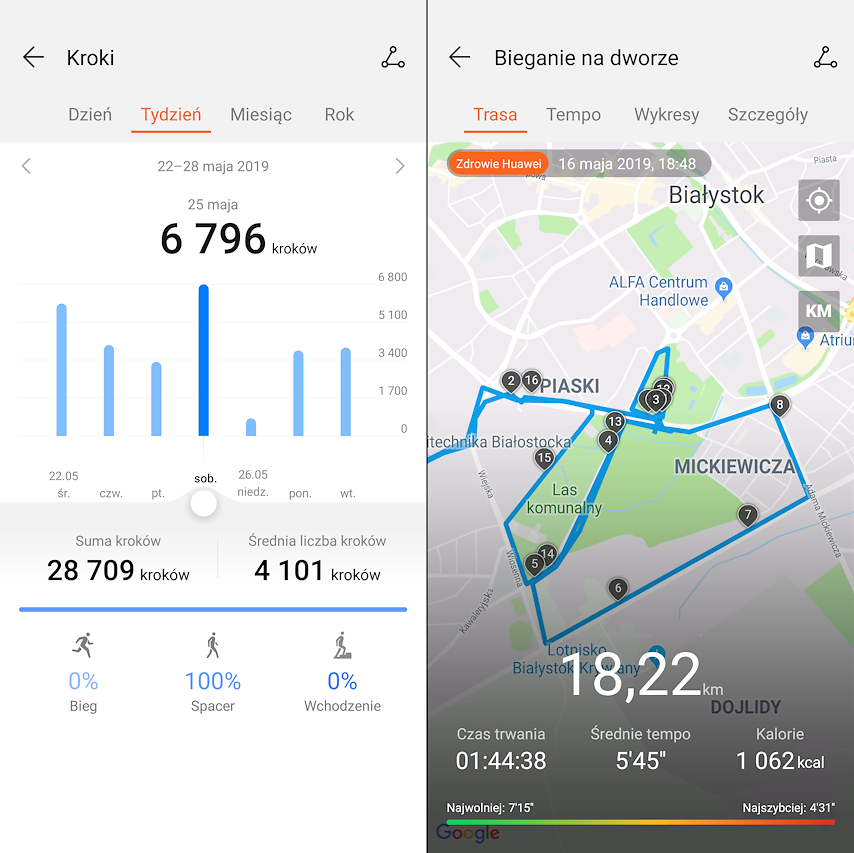 Kroki
Dzień Tydzień Miesiąc Rok
22–28 maja 2019
25 maja
6 796 kroków
6 800
5 100
3 400
1 700
0
22.05 sob. 26.05
śr. czw. pt. niedz. pon. wt.
Suma kroków Średnia liczba kroków
28 709 kroków 4 101 kroków
0% 100% 0%
Bieg Spacer Wchodzenie
Bieganie na dworze
Trasa Tempo Wykresy Szczegóły
Zdrowie Huawei 16 maja 2019, 18:48
Piasta
Białystok
ALFA Centrum
Handlowe
KM
Atriu
2 16 PIASKI
3
8
13
4
itechnika Białostocka
15
MICKIEWICZA
Wiejska
Las
komunalny
7
Adama Mickiewicza
14
5
Wiosenna
6
Kawaleryjska
Lotnisko
Białystok Krywlany
18,22 km
DOJLIDY
Czas trwania Średnie tempo Kalorie
01:44:38 5'45" 1 062 kcal
Najwolniej: 7'15" Najszybciej: 4'31"
Google